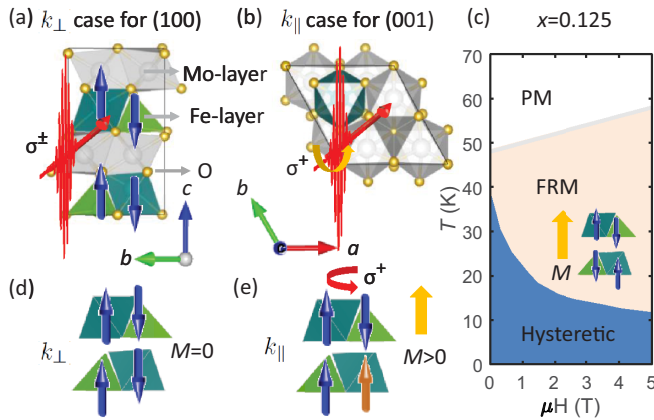 (a) k⊥ case for (100)
Mo-layer
Fe-layer
σ±
O
c
b
(b) k∥ case for (001)
σ+
b
a
(c) x=0.125
T (K)
70
60
50
40
30
20
10
0
PM
FRM
M
Hysteretic
0 1 2 3 4 5
μH (T)
(d)
k⊥
M=0
(e)
σ+
k∥
M>0